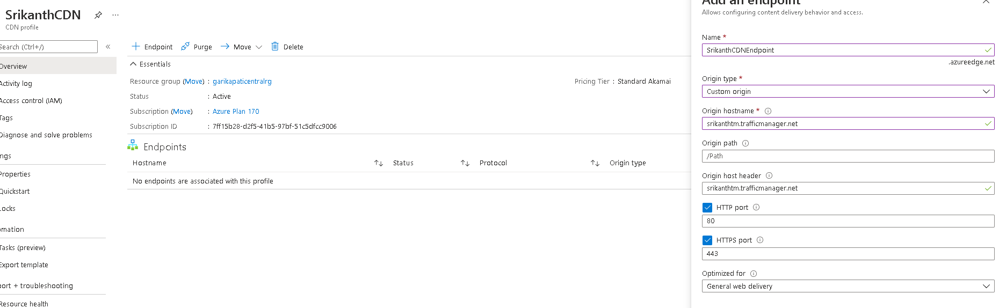 SrikanthCDN
CDN profile
Search (Ctrl+/)
Overview
Activity log
Access control (IAM)
Tags
Diagnose and solve problems
ngs
Properties
Quickstart
Locks
mation
Tasks (preview)
Export template
port + troubleshooting
Resource health
Endpoint Purge Move Delete
Essentials
Resource group (Move) : garikapaticentralrg
Status : Active
Subscription (Move) : Azure Plan 170
Subscription ID : 7ff15b28-d2f5-41b5-97bf-51c5dfcc9006
Pricing Tier : Standard Akamai
Endpoints
Hostname Status Protocol Origin type
No endpoints are associated with this profile
Add an endpoint
Allows configuring content delivery behavior and access.
Name *
SrikanthCDNEndpoint
.azureedge.net
Origin type *
Custom origin
Origin hostname *
srikanthtm.trafficmanager.net
Origin path
/Path
Origin host header
srikanthtm.trafficmanager.net
HTTP port
80
HTTPS port
443
Optimized for
General web delivery